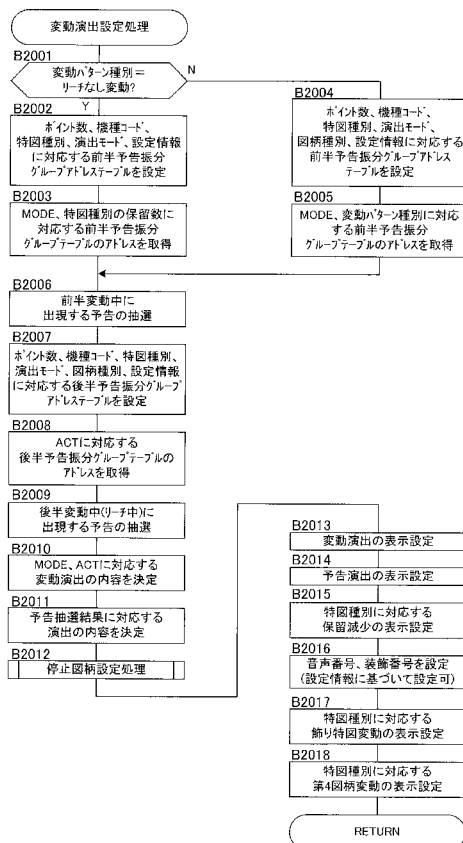 変動演出設定処理
B2001
変動パターン種別＝
リーチなし変動？
N
Y
B2002
ポイント数、機種コード、
特図種別、演出モード、設定情報
に対応する前半予告振分
グループアドレステーブルを設定
B2003
MODE、特図種別の保留数に
対応する前半予告振分
グループテーブルのアドレスを取得
B2004
ポイント数、機種コード、
特図種別、演出モード、
図柄種別、設定情報に対応する
前半予告振分グループアドレス
テーブルを設定
B2005
MODE、変動パターン種別に対応
する前半予告振分
グループテーブルのアドレスを取得
B2006
前半変動中に
出現する予告の抽選
B2007
ポイント数、機種コード、特図種別、
演出モード、図柄種別、設定情報
に対応する後半予告振分グループ
アドレステーブルを設定
B2008
ACTに対応する
後半予告振分グループテーブルの
アドレスを取得
B2009
後半変動中(リーチ中)に
出現する予告の抽選
B2010
MODE、ACTに対応する
変動演出の内容を決定
B2011
予告抽選結果に対応する
演出の内容を決定
B2012
停止図柄設定処理
B2013
変動演出の表示設定
B2014
予告演出の表示設定
B2015
特図種別に対応する
保留減少の表示設定
B2016
音声番号、装飾番号を設定
(設定情報に基づいて設定可)
B2017
特図種別に対応する
飾り特図変動の表示設定
B2018
特図種別に対応する
第4図柄変動の表示設定
RETURN